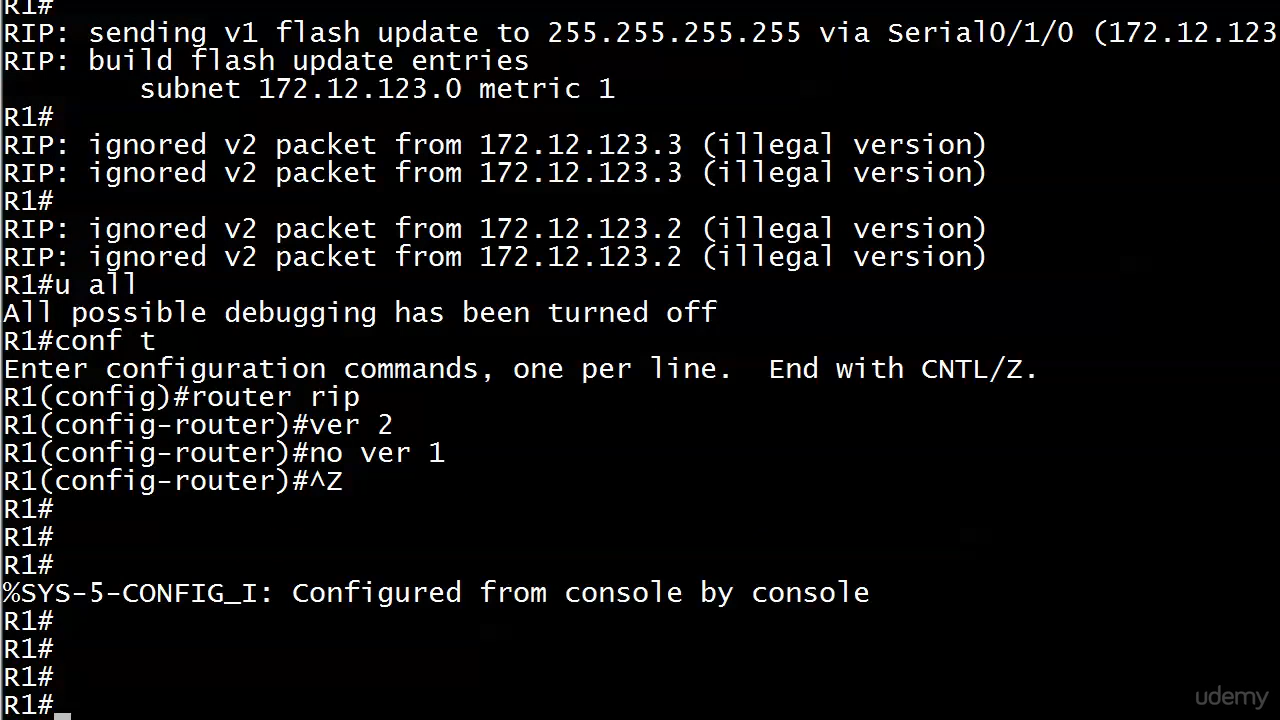 R1#
RIP: sending v1 flash update to 255.255.255.255 via Serial0/1/0 (172.12.123
RIP: build flash update entries
        subnet 172.12.123.0 metric 1
R1#
RIP: ignored v2 packet from 172.12.123.3 (illegal version)
RIP: ignored v2 packet from 172.12.123.3 (illegal version)
R1#
RIP: ignored v2 packet from 172.12.123.2 (illegal version)
RIP: ignored v2 packet from 172.12.123.2 (illegal version)
R1#u all
All possible debugging has been turned off
R1#conf t
Enter configuration commands, one per line.  End with CNTL/Z.
R1(config)#router rip
R1(config-router)#ver 2
R1(config-router)#no ver 1
R1(config-router)#^Z
R1#
R1#
R1#
%SYS-5-CONFIG_I: Configured from console by console
R1#
R1#
R1#
R1#
udemy